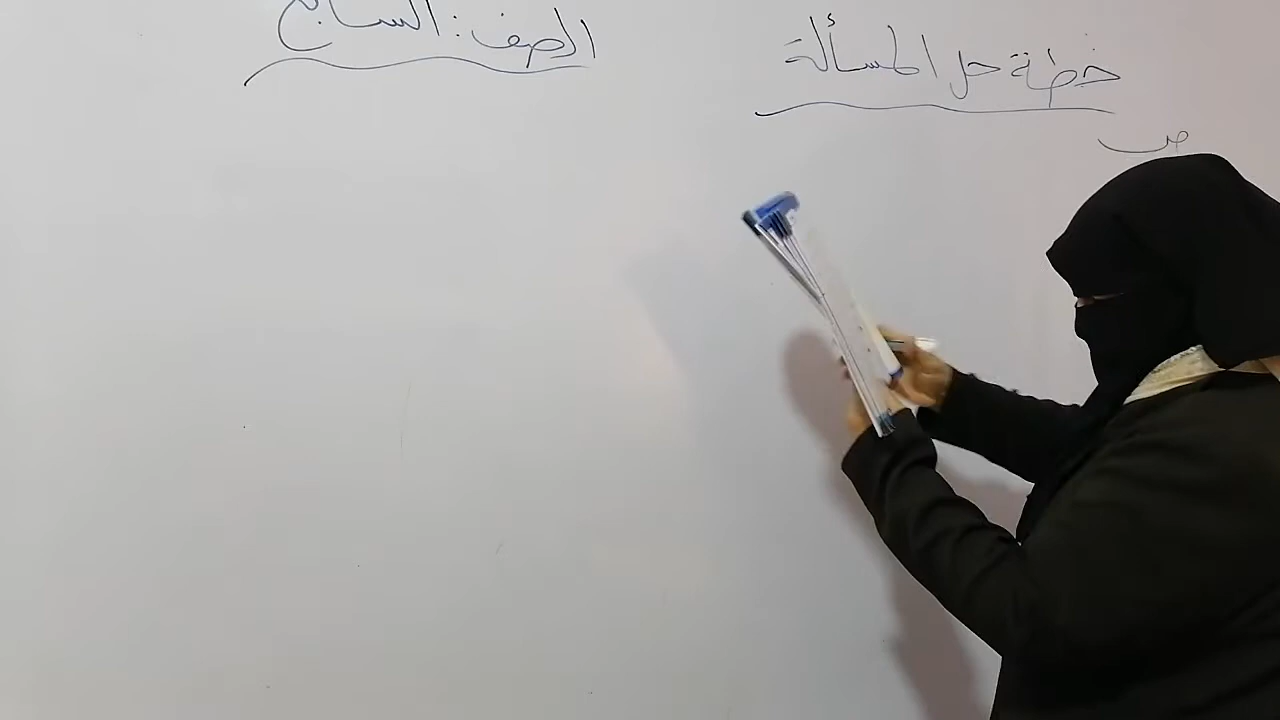 خطة حل المسألة
الصف: السابع